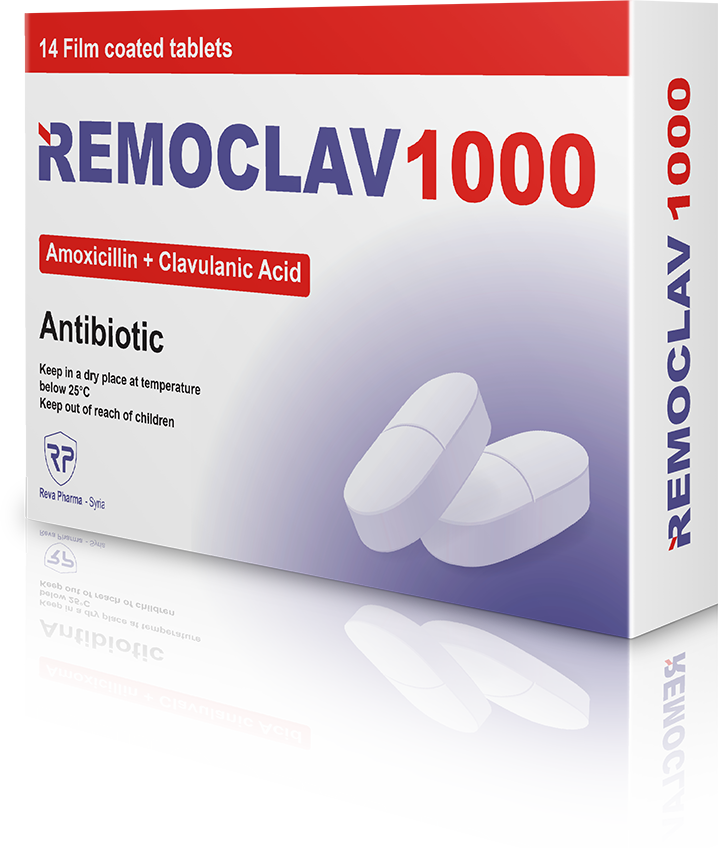 14 Film coated tablets
REMOCLAV 1000
Amoxicillin + Clavulanic Acid
Antibiotic
Keep in a dry place at temperature
below 25°C
Keep out of reach of children
RP
Reva Pharma - Syria
REMOCLAV 1000